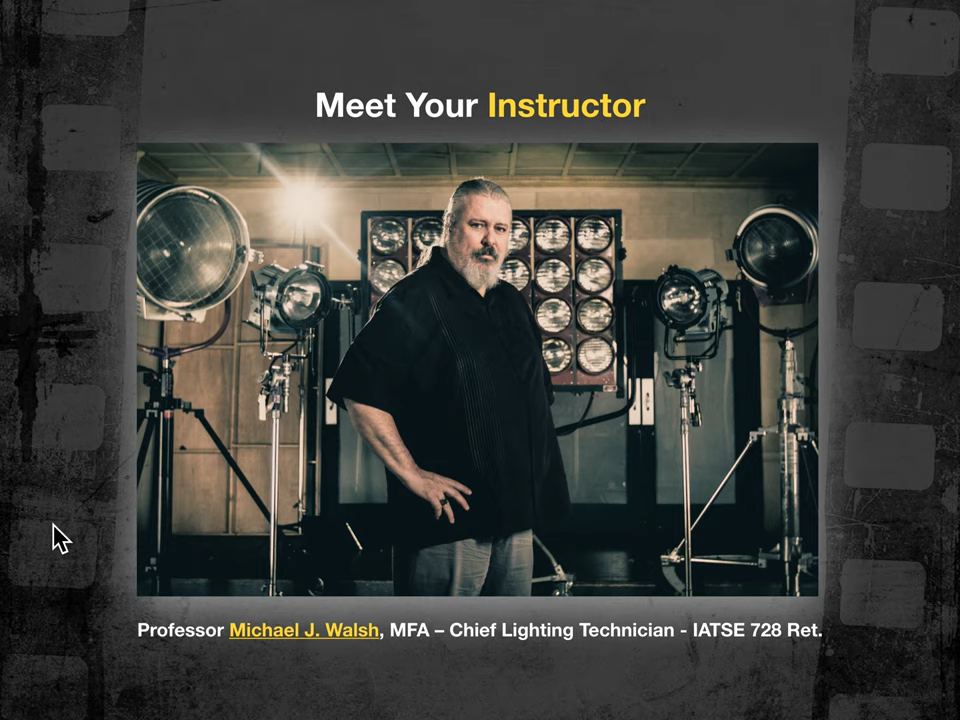 Meet Your Instructor
Professor Michael J. Walsh, MFA – Chief Lighting Technician - IATSE 728 Ret.